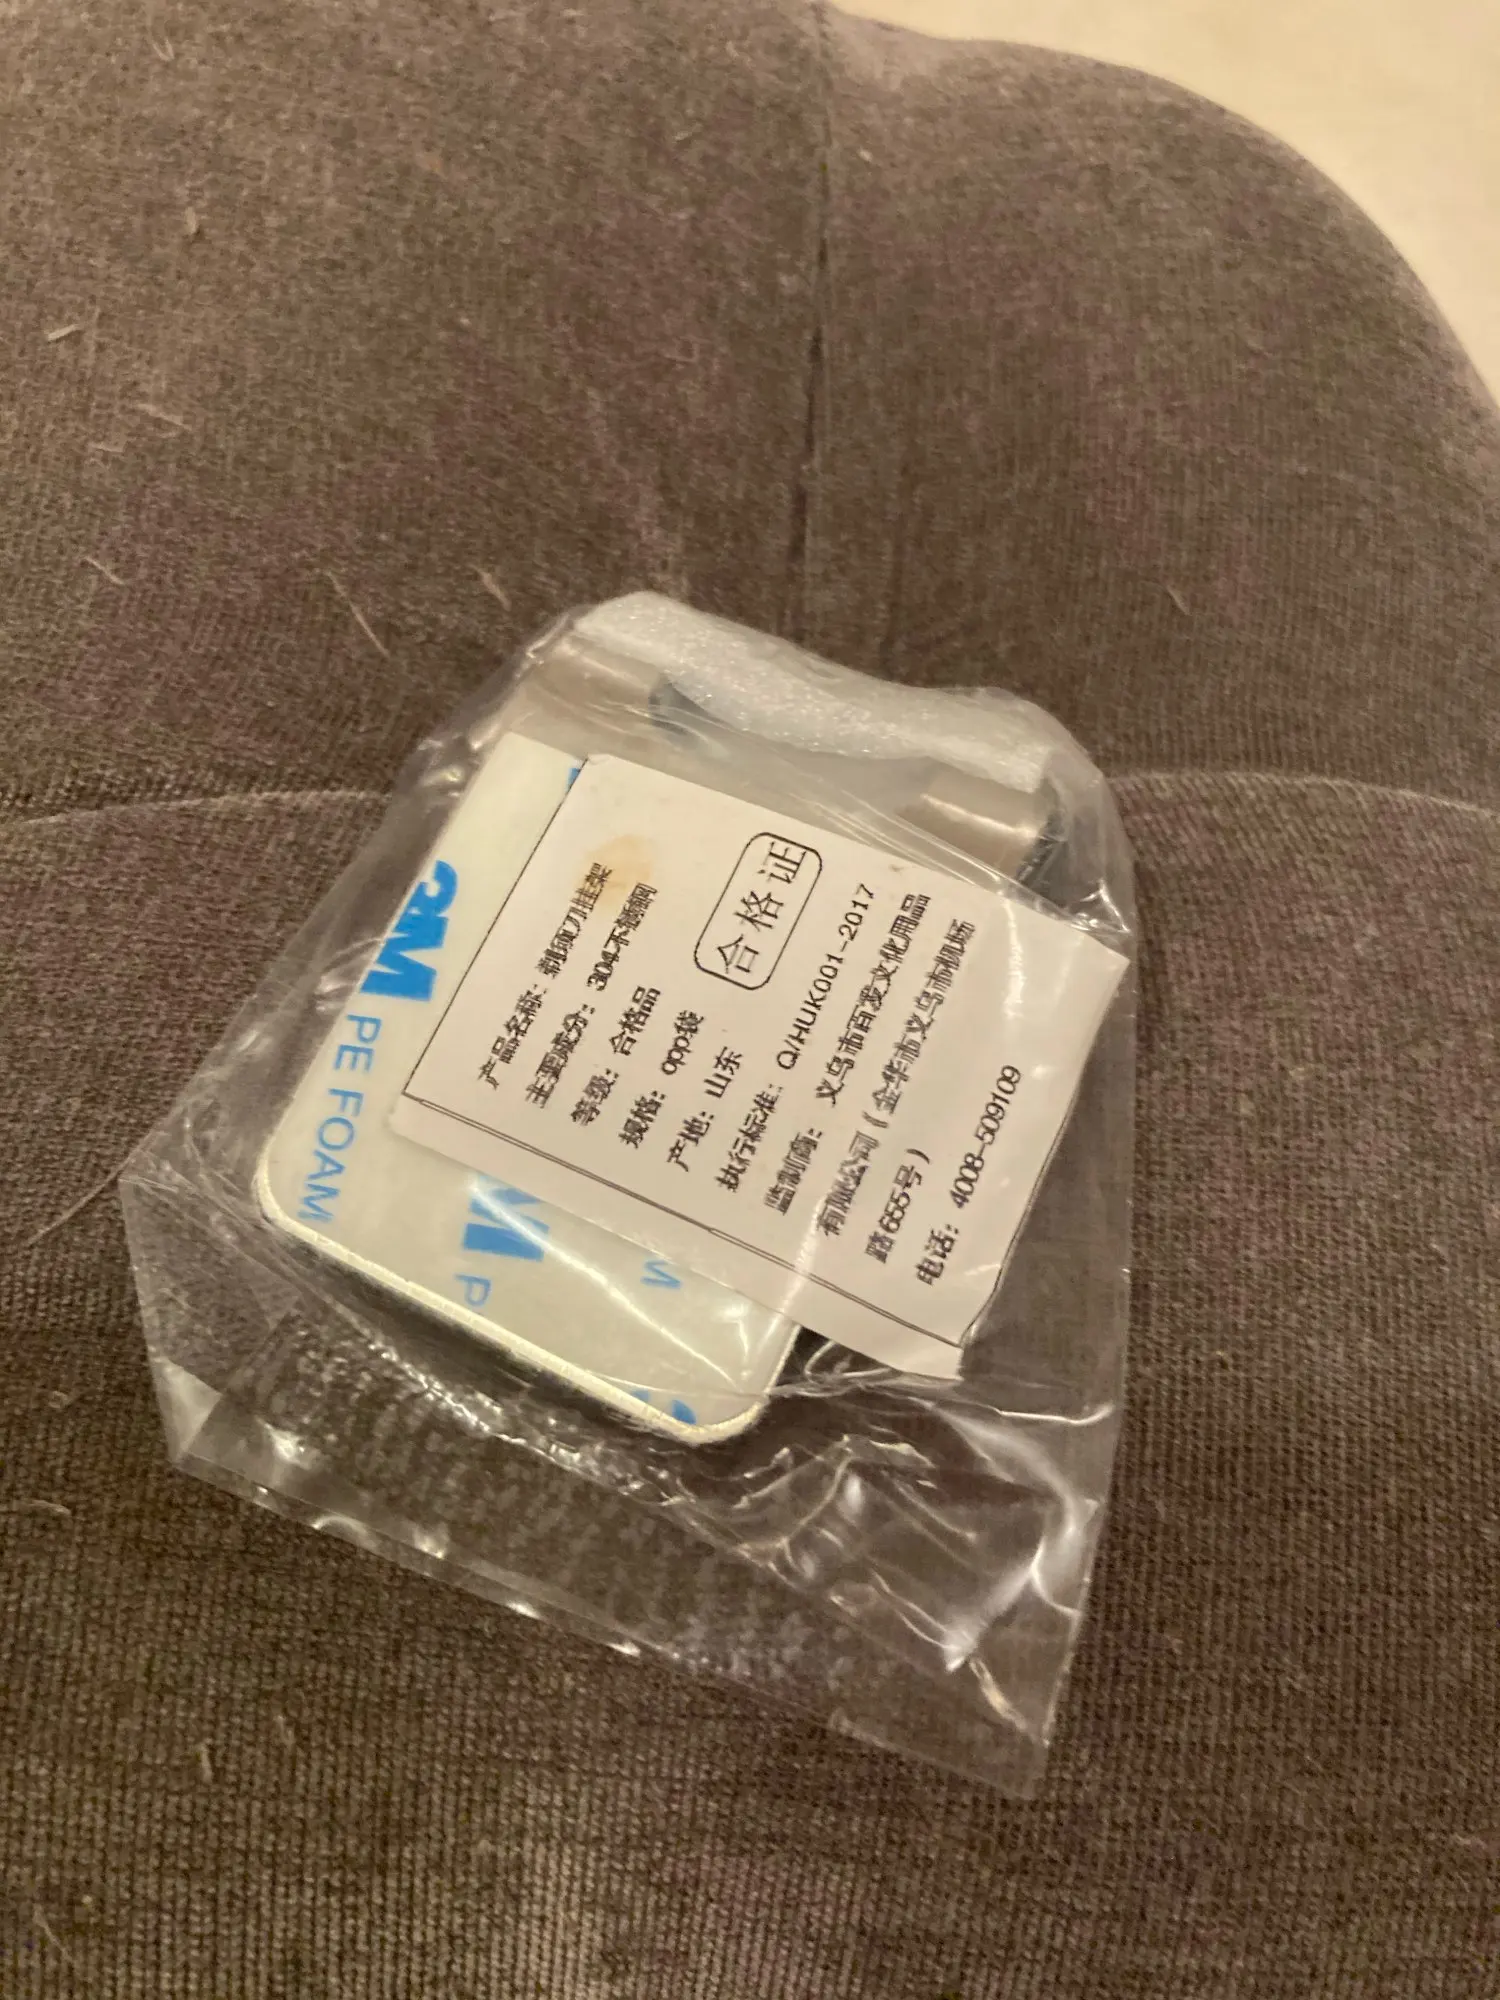 合格证
产品名称：剃须刀挂架
主要成分：304不锈钢
等级：合格品
规格：opp袋
产地：山东
执行标准：Q/HUK001-2017
监制商：义乌市百爱文化用品
有限公司（金华市义乌市机场
路655号）
电话：4008-509109
3M PE FOAM
M P
M